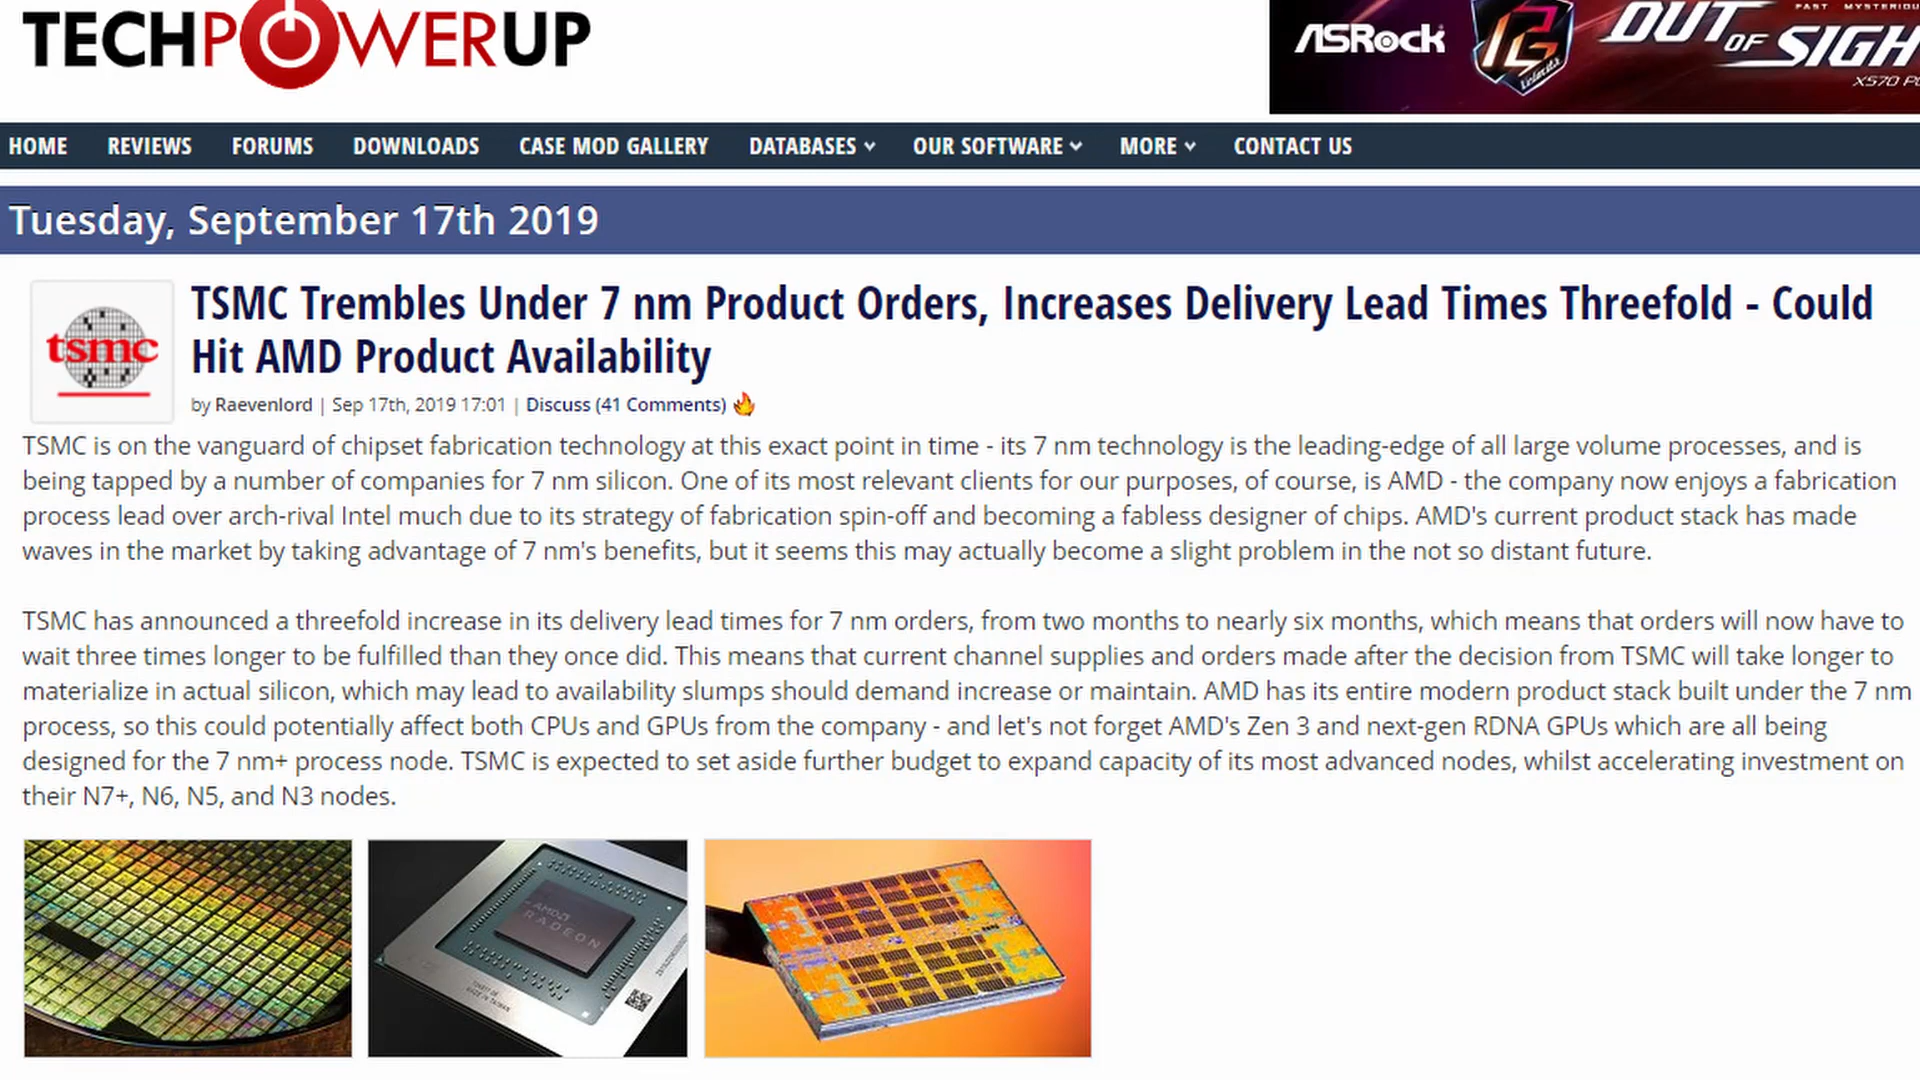 TECHPOWERUP
ASRock
OUT OF SIGH
FAST MYSTERIOU
X570 P
HOME REVIEWS FORUMS DOWNLOADS CASE MOD GALLERY DATABASES OUR SOFTWARE MORE CONTACT US
Tuesday, September 17th 2019
tsmc
TSMC Trembles Under 7 nm Product Orders, Increases Delivery Lead Times Threefold - Could
Hit AMD Product Availability
by Raevenlord | Sep 17th, 2019 17:01 | Discuss (41 Comments)
TSMC is on the vanguard of chipset fabrication technology at this exact point in time - its 7 nm technology is the leading-edge of all large volume processes, and is
being tapped by a number of companies for 7 nm silicon. One of its most relevant clients for our purposes, of course, is AMD - the company now enjoys a fabrication
process lead over arch-rival Intel much due to its strategy of fabrication spin-off and becoming a fabless designer of chips. AMD's current product stack has made
waves in the market by taking advantage of 7 nm's benefits, but it seems this may actually become a slight problem in the not so distant future.
TSMC has announced a threefold increase in its delivery lead times for 7 nm orders, from two months to nearly six months, which means that orders will now have to
wait three times longer to be fulfilled than they once did. This means that current channel supplies and orders made after the decision from TSMC will take longer to
materialize in actual silicon, which may lead to availability slumps should demand increase or maintain. AMD has its entire modern product stack built under the 7 nm
process, so this could potentially affect both CPUs and GPUs from the company - and let's not forget AMD's Zen 3 and next-gen RDNA GPUs which are all being
designed for the 7 nm+ process node. TSMC is expected to set aside further budget to expand capacity of its most advanced nodes, whilst accelerating investment on
their N7+, N6, N5, and N3 nodes.
AMD
RADEON
MADE IN TAIWAN